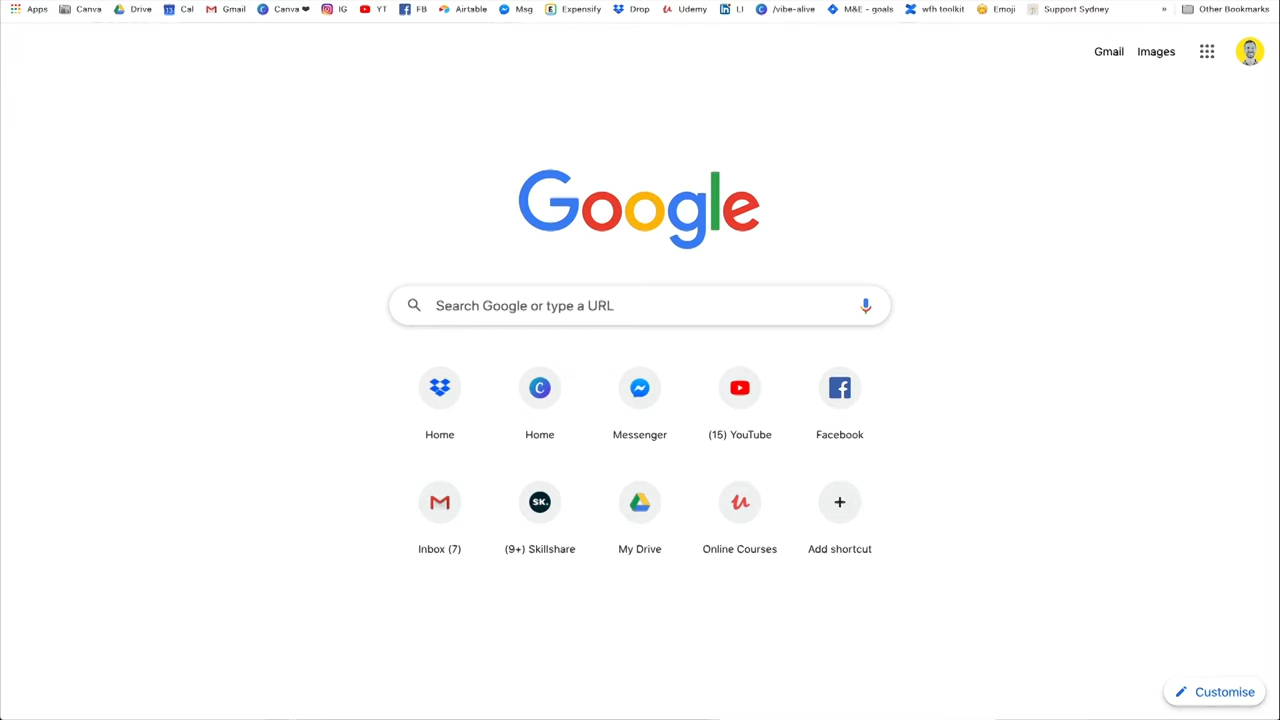 Apps Canva Drive Cal Gmail Canva ❤ IG YT FB Airtable Msg Expensify Drop Udemy LI /vibe-alive M&E - goals wfh toolkit Emoji Support Sydney » Other Bookmarks
Gmail Images
Google
Search Google or type a URL
Home Home Messenger (15) YouTube Facebook
SK.
Inbox (7) (9+) Skillshare My Drive Online Courses Add shortcut
Customise